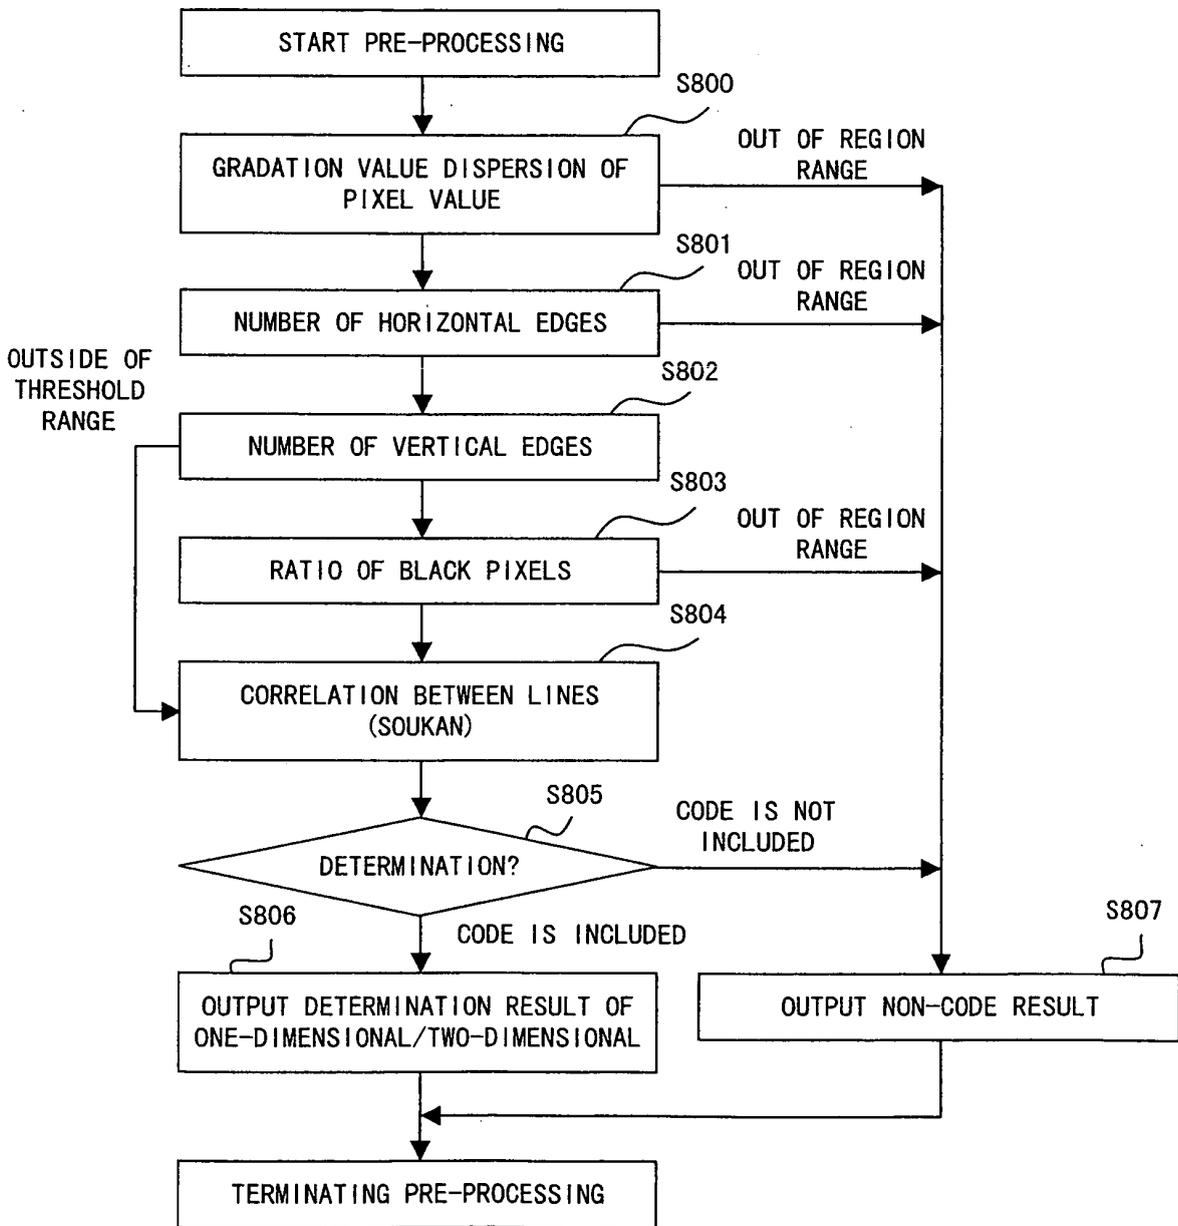 START PRE-PROCESSING
S800
GRADATION VALUE DISPERSION OF
PIXEL VALUE
OUT OF REGION
RANGE
S801
NUMBER OF HORIZONTAL EDGES
OUT OF REGION
RANGE
OUTSIDE OF
THRESHOLD
RANGE
S802
NUMBER OF VERTICAL EDGES
S803
RATIO OF BLACK PIXELS
OUT OF REGION
RANGE
S804
CORRELATION BETWEEN LINES
(SOUKAN)
S805
DETERMINATION?
CODE IS NOT
INCLUDED
CODE IS INCLUDED
S806
OUTPUT DETERMINATION RESULT OF
ONE-DIMENSIONAL/TWO-DIMENSIONAL
S807
OUTPUT NON-CODE RESULT
TERMINATING PRE-PROCESSING